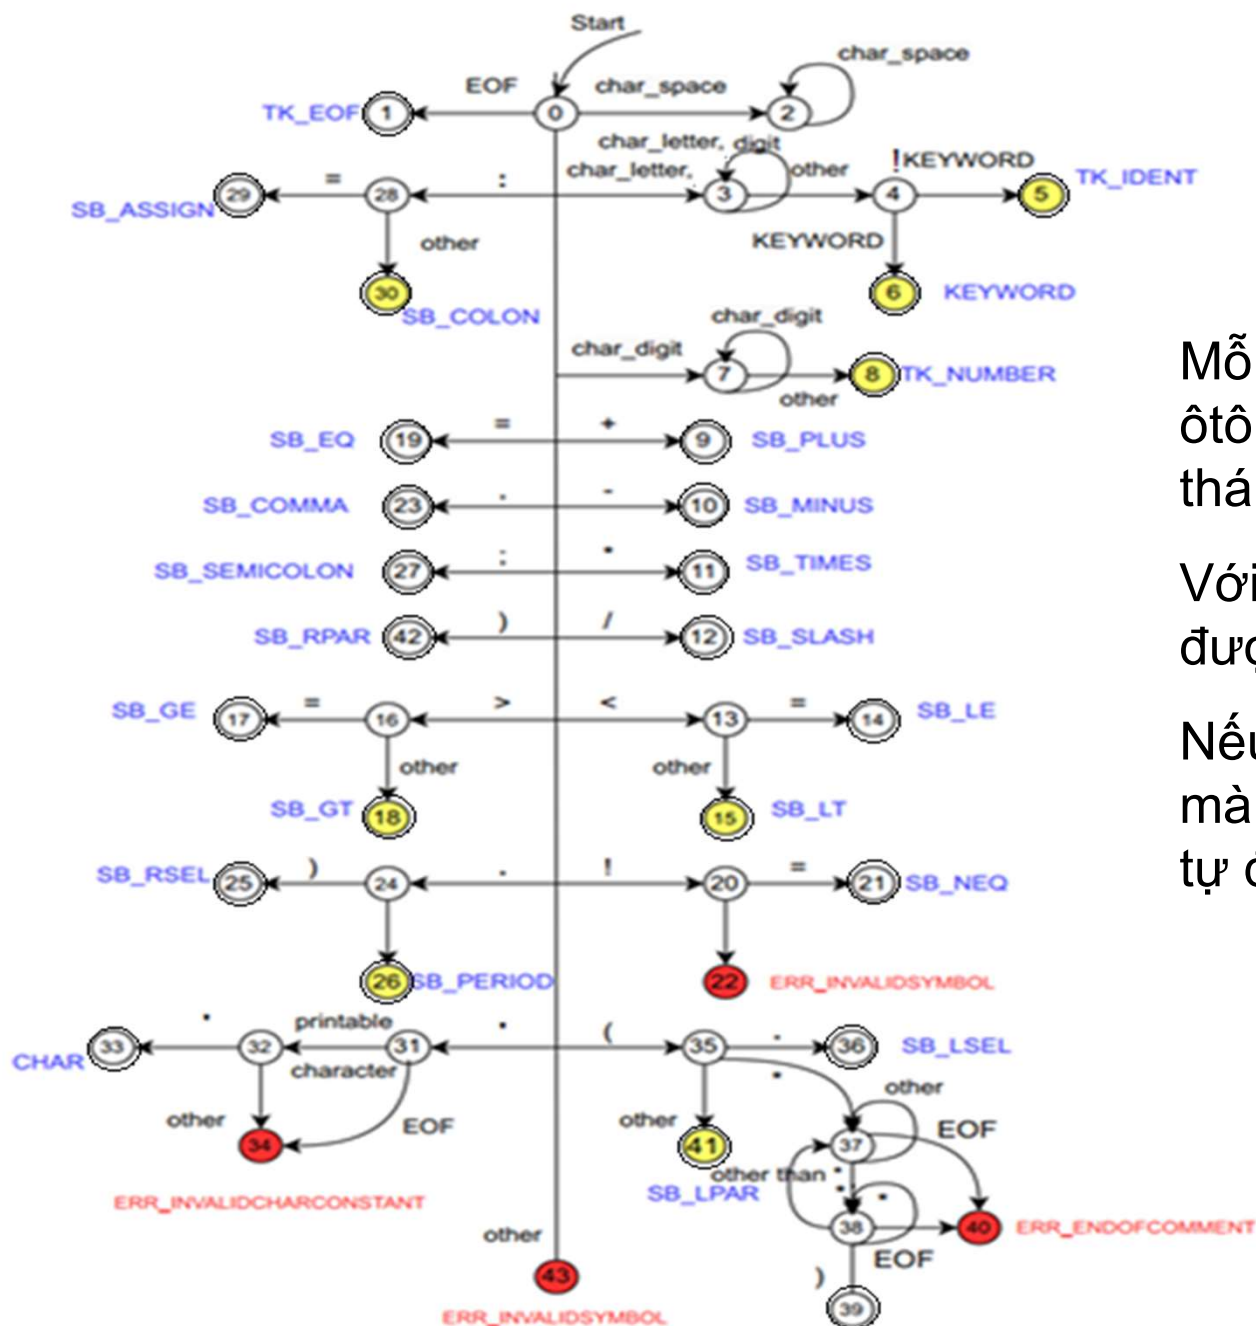 Start
EOF
char_space
char_space
TK_EOF
1
0
2
char_letter, digit
char_letter,
other
!KEYWORD
=
:
SB_ASSIGN
29
28
3
4
5
TK_IDENT
other
KEYWORD
30
SB_COLON
6
KEYWORD
char_digit
char_digit
7
8
TK_NUMBER
other
SB_EQ
19
=
+
9
SB_PLUS
SB_COMMA
23
-
10
SB_MINUS
SB_SEMICOLON
27
11
SB_TIMES
SB_RPAR
42
)
/
12
SB_SLASH
SB_GE
17
=
16
>
<
13
=
14
SB_LE
other
other
SB_GT
18
15
SB_LT
SB_RSEL
25
)
24
.
!
20
=
21
SB_NEQ
26
SB_PERIOD
22
ERR_INVALIDSYMBOL
CHAR
33
32
printable
character
31
(
35
36
SB_LSEL
other
EOF
other
other
EOF
34
41
37
ERR_INVALIDCHARCONSTANT
SB_LPAR
other than *
*
*
38
40
ERR_ENDOFCOMMENT
EOF
other
)
43
39
ERR_INVALIDSYMBOL
Mỗ
ôtô
thá
Với
đượ
Nếu
mà
tự